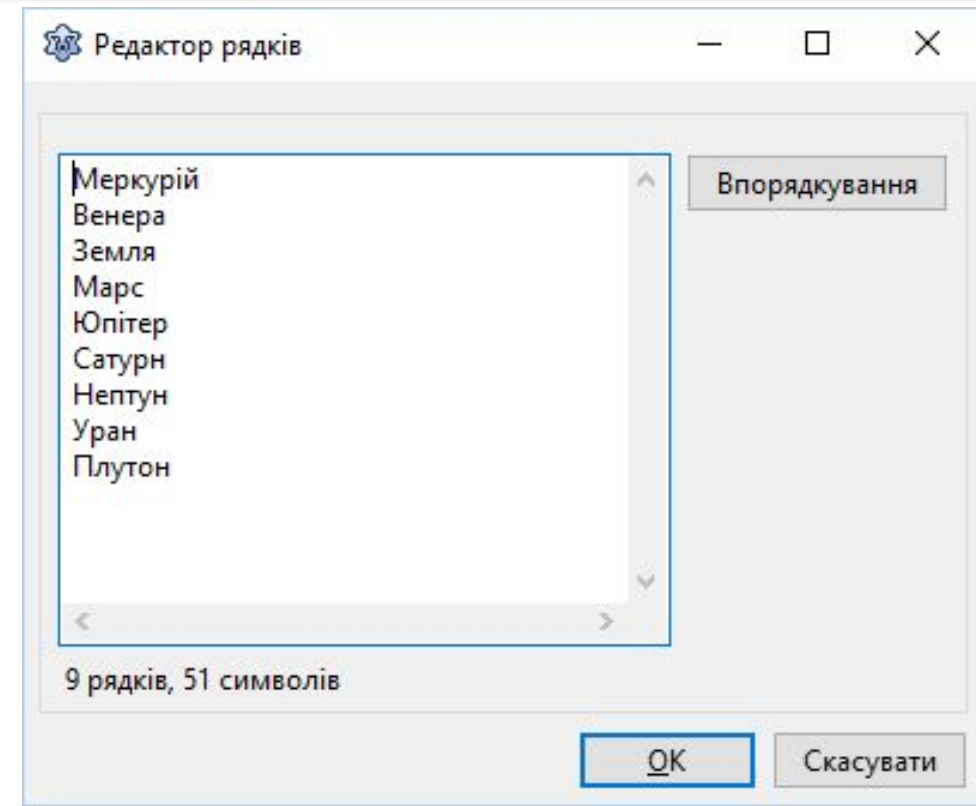 Редактор рядків
Меркурій
Впорядкування
Венера
Земля
Марс
Юпітер
Сатурн
Нептун
Уран
Плутон
9 рядків, 51 символів
OK
Скасувати